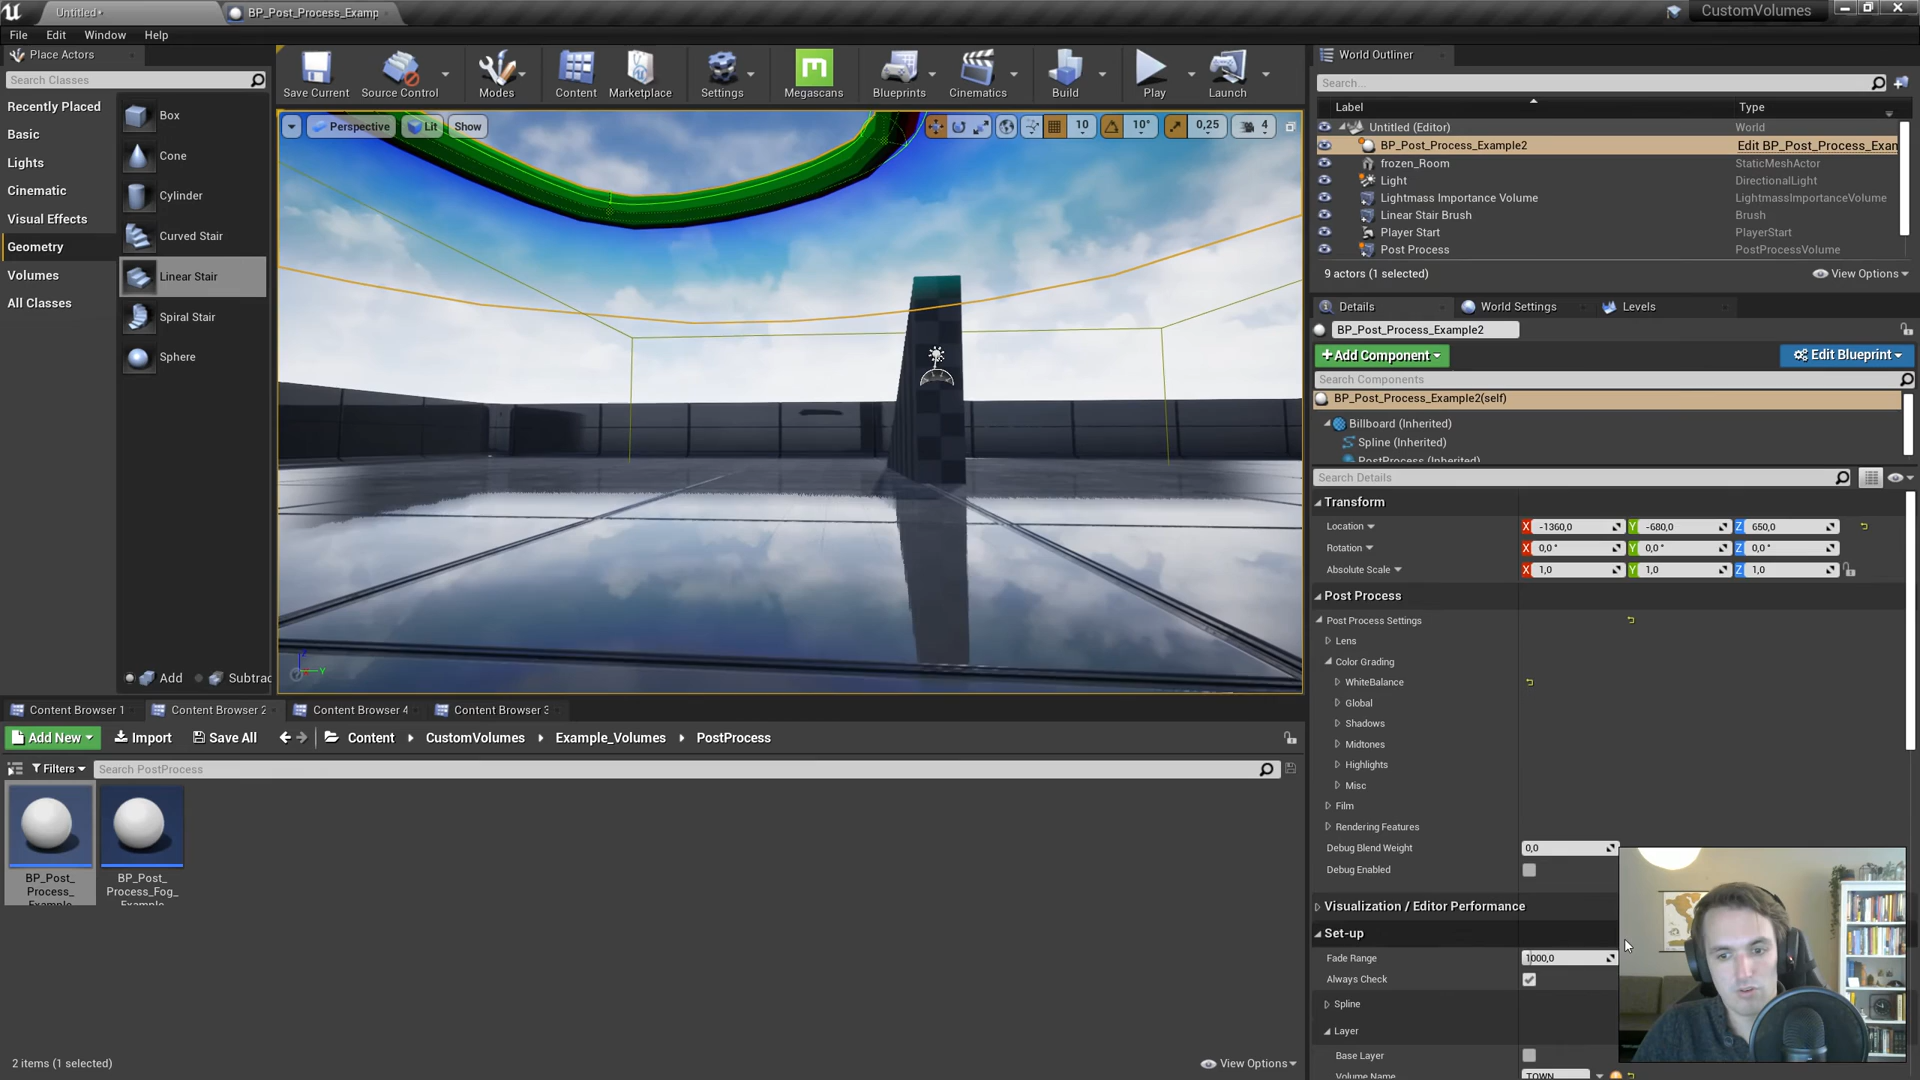 Untitled*
BP_Post_Process_Examp
CustomVolumes
File Edit Window Help
Place Actors
Search Classes
Recently Placed
Basic
Lights
Cinematic
Visual Effects
Geometry
Volumes
All Classes
Box
Cone
Cylinder
Curved Stair
Linear Stair
Spiral Stair
Sphere
Add Subtrac
Save Current Source Control Modes Content Marketplace Settings Megascans Blueprints Cinematics Build Play Launch
Perspective Lit Show 10 10° 0,25 4
World Outliner
Search...
Label Type
Untitled (Editor) World
BP_Post_Process_Example2 Edit BP_Post_Process_Exan
frozen_Room StaticMeshActor
Light DirectionalLight
Lightmass Importance Volume LightmassImportanceVolume
Linear Stair Brush Brush
Player Start PlayerStart
Post Process PostProcessVolume
9 actors (1 selected) View Options
Details World Settings Levels
BP_Post_Process_Example2
+Add Component Edit Blueprint
Search Components
BP_Post_Process_Example2(self)
Billboard (Inherited)
Spline (Inherited)
PostProcess (Inherited)
Search Details
Transform
Location X -1360,0 Y -680,0 Z 650,0
Rotation X 0,0 ° Y 0,0 ° Z 0,0 °
Absolute Scale X 1,0 Y 1,0 Z 1,0
Post Process
Post Process Settings
Lens
Color Grading
WhiteBalance
Global
Shadows
Midtones
Highlights
Misc
Film
Rendering Features
Debug Blend Weight 0,0
Debug Enabled
Visualization / Editor Performance
Set-up
Fade Range 1000,0
Always Check
Spline
Layer
Base Layer
Volume Name TOWN
Content Browser 1 Content Browser 2 Content Browser 4 Content Browser 3
Add New Import Save All Content CustomVolumes Example_Volumes PostProcess
Filters Search PostProcess
BP_Post_
Process_
Example
BP_Post_
Process_Fog_
Example
2 items (1 selected) View Options